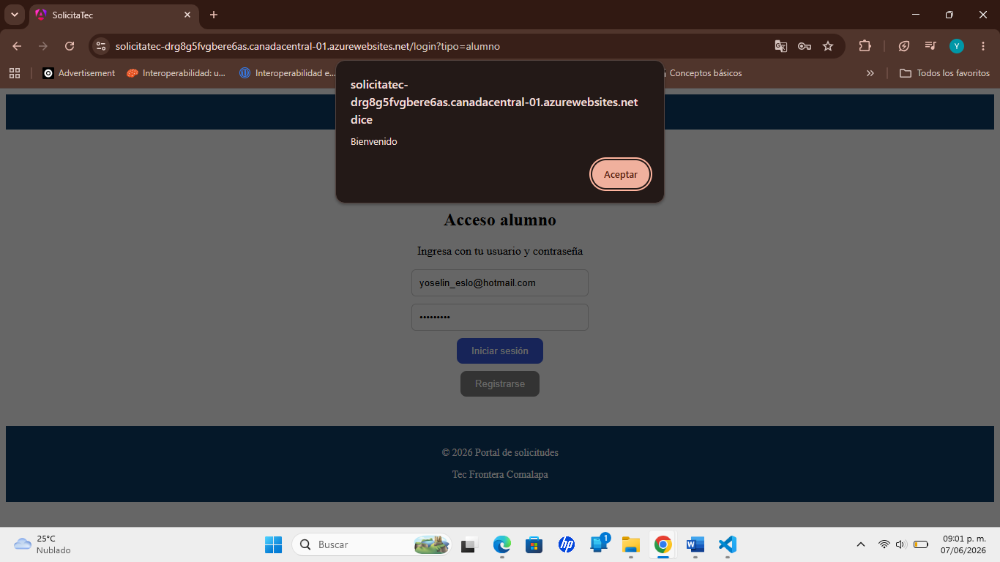 SolicitaTec
solicitatec-drg8g5fvgbere6as.canadacentral-01.azurewebsites.net/login?tipo=alumno
Y
Advertisement
Interoperabilidad: u...
Interoperabilidad e...
Conceptos básicos
Todos los favoritos
solicitatec-
drg8g5fvgbere6as.canadacentral-01.azurewebsites.net
dice
Bienvenido
Aceptar
Acceso alumno
Ingresa con tu usuario y contraseña
yoselin_eslo@hotmail.com
•••••••••
Iniciar sesión
Registrarse
© 2026 Portal de solicitudes
Tec Frontera Comalapa
25°C
Nublado
Buscar
hp
1
W
09:01 p. m.
07/06/2026